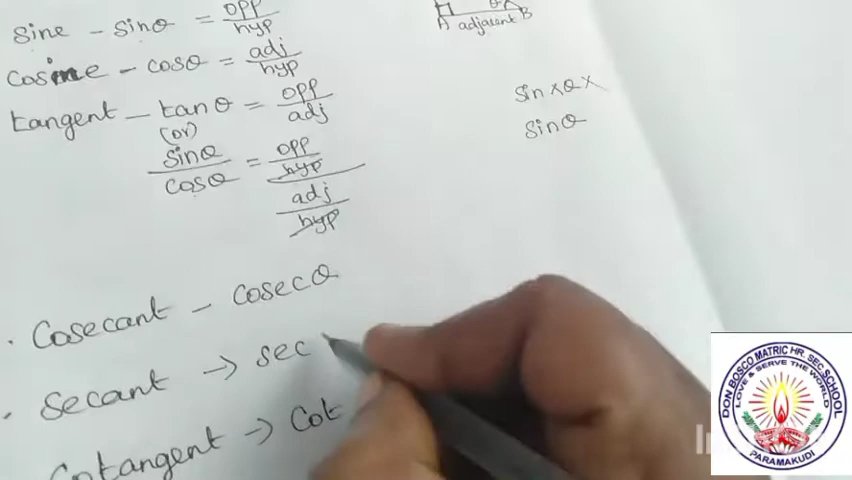 sine - sinθ = opp/hyp
cosine - cosθ = adj/hyp
tangent - tanθ = opp/adj
(or)
sinθ/cosθ = opp/hyp
adj/hyp
A adjacent B
θ
sin×θ×
sinθ
. Cosecant - cosecθ
. Secant → sec
Cotangent → Cot
DON BOSCO MATRIC HR. SEC SCHOOL
LOVE & SERVE THE WORLD
PARAMAKUDI